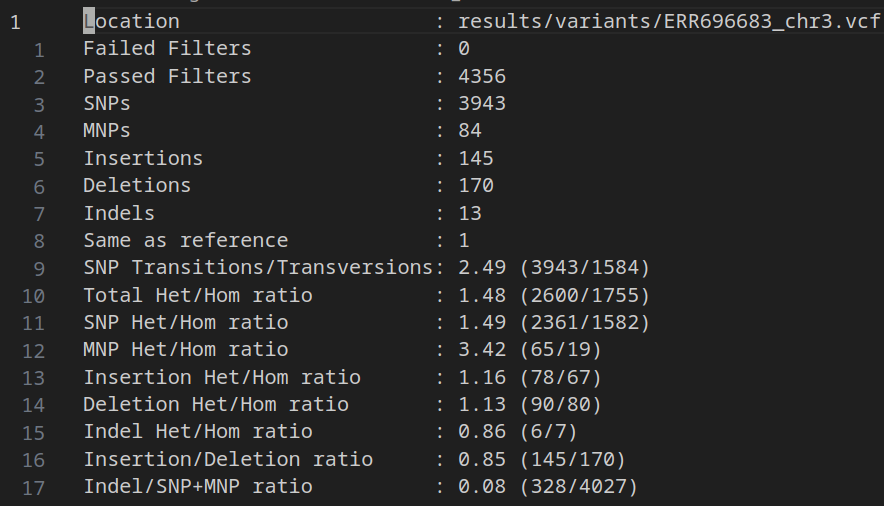 1 Location : results/variants/ERR696683_chr3.vcf
1 Failed Filters : 0
2 Passed Filters : 4356
3 SNPs : 3943
4 MNPs : 84
5 Insertions : 145
6 Deletions : 170
7 Indels : 13
8 Same as reference : 1
9 SNP Transitions/Transversions: 2.49 (3943/1584)
10 Total Het/Hom ratio : 1.48 (2600/1755)
11 SNP Het/Hom ratio : 1.49 (2361/1582)
12 MNP Het/Hom ratio : 3.42 (65/19)
13 Insertion Het/Hom ratio : 1.16 (78/67)
14 Deletion Het/Hom ratio : 1.13 (90/80)
15 Indel Het/Hom ratio : 0.86 (6/7)
16 Insertion/Deletion ratio : 0.85 (145/170)
17 Indel/SNP+MNP ratio : 0.08 (328/4027)